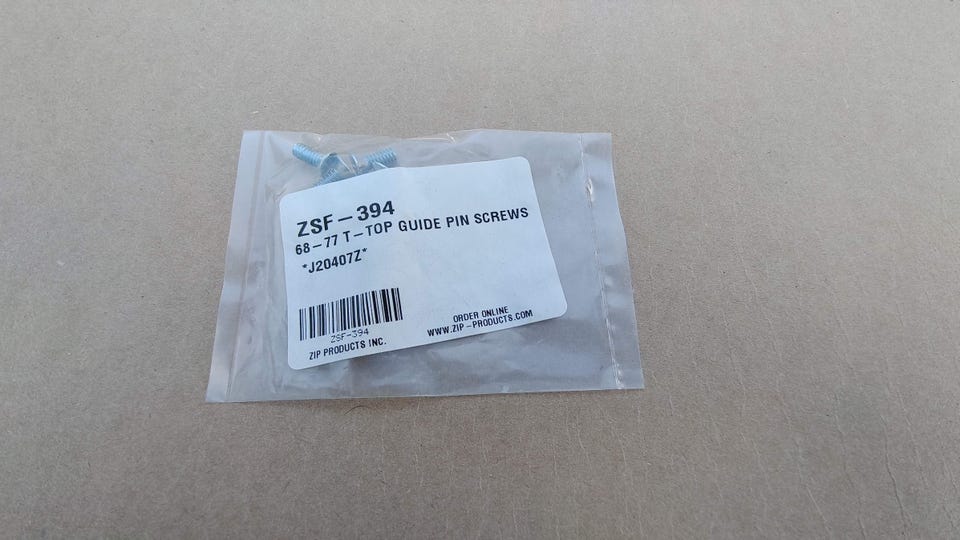 ZSF-394
68-77 T-TOP GUIDE PIN SCREWS
*J20407Z*
ZSF-394
ZIP PRODUCTS INC.
ORDER ONLINE
WWW.ZIP-PRODUCTS.COM